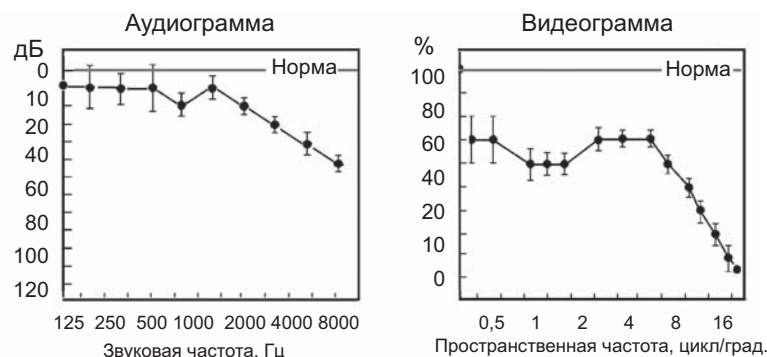 Аудиограмма
дБ
0
10
20
40
60
80
100
120
Норма
125 250 500 1000 2000 4000 8000
Звуковая частота, Гц
Видеограмма
%
100
80
60
40
20
10
0
Норма
0,5 1 2 4 8 16
Пространственная частота, цикл/град.